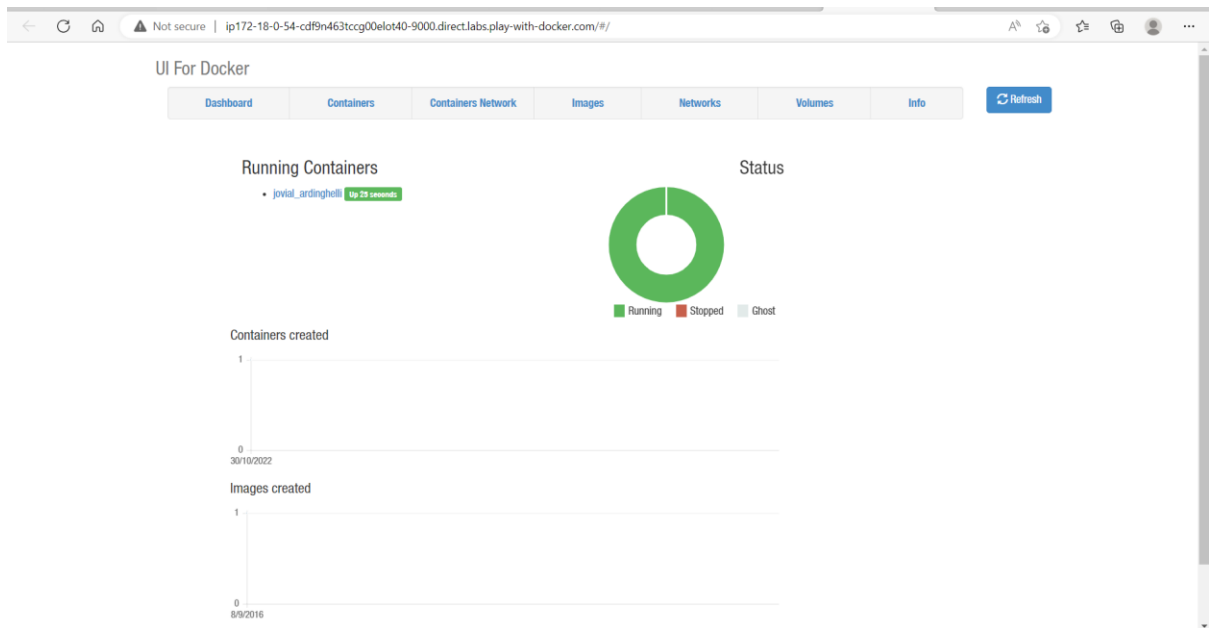 Not secure | ip172-18-0-54-cdf9n463tccg00elot40-9000.direct.labs.play-with-docker.com/#/
UI For Docker
Dashboard Containers Containers Network Images Networks Volumes Info Refresh
Running Containers
jovial_ardinghelli Up 25 seconds
Status
Running Stopped Ghost
Containers created
1
0
30/10/2022
Images created
1
0
8/9/2016